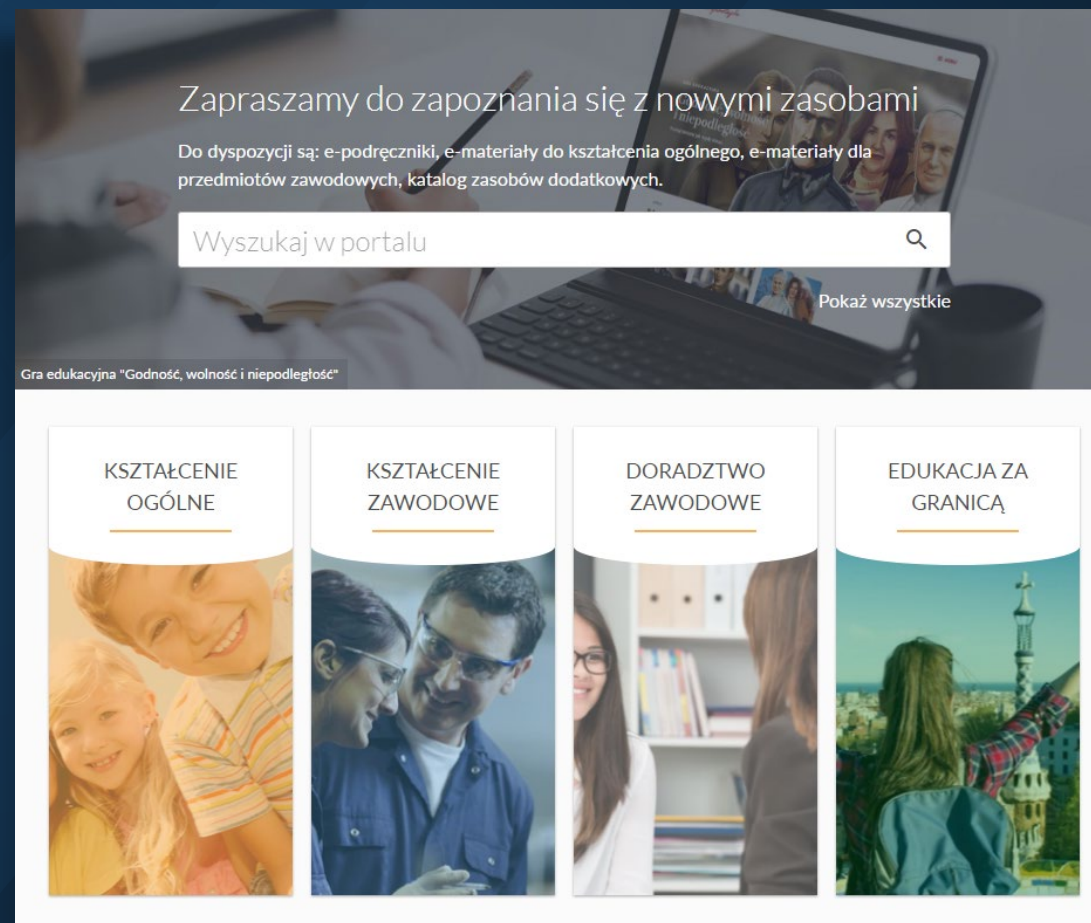 Zapraszamy do zapoznania się z nowymi zasobami
Do dyspozycji są: e-podręczniki, e-materiały do kształcenia ogólnego, e-materiały dla
przedmiotów zawodowych, katalog zasobów dodatkowych.
Wyszukaj w portalu
Pokaż wszystkie
Gra edukacyjna "Godność, wolność i niepodległość"
KSZTAŁCENIE
OGÓLNE
KSZTAŁCENIE
ZAWODOWE
DORADZTWO
ZAWODOWE
EDUKACJA ZA
GRANICĄ